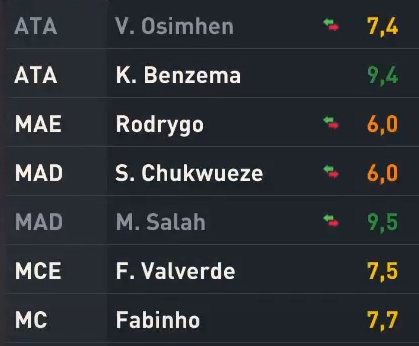 ATA V. Osimhen 7,4
ATA K. Benzema 9,4
MAE Rodrygo 6,0
MAD S. Chukwueze 6,0
MAD M. Salah 9,5
MCE F. Valverde 7,5
MC Fabinho 7,7